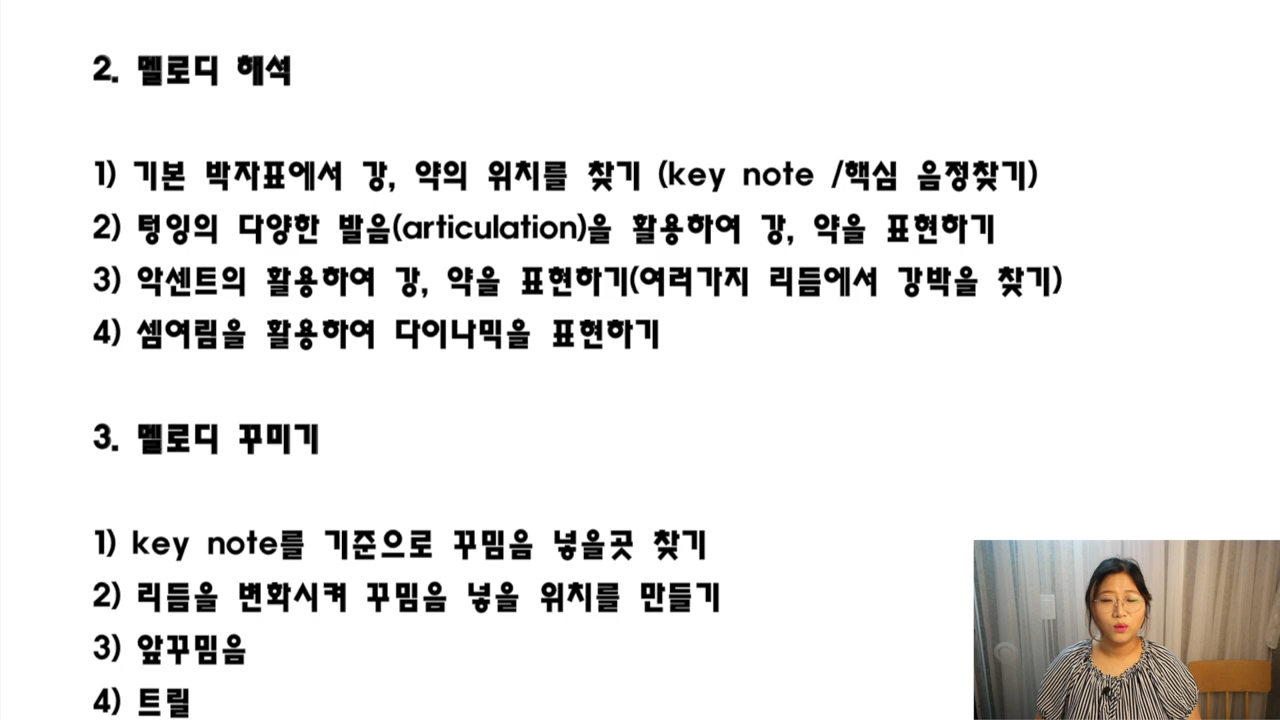 2. 멜로디 해석
1) 기본 박자표에서 강, 약의 위치를 찾기 (key note /핵심 음정찾기)
2) 텅잉의 다양한 발음(articulation)을 활용하여 강, 약을 표현하기
3) 악센트의 활용하여 강, 약을 표현하기(여러가지 리듬에서 강박을 찾기)
4) 셈여림을 활용하여 다이나믹을 표현하기
3. 멜로디 꾸미기
1) key note를 기준으로 꾸밈음 넣을곳 찾기
2) 리듬을 변화시켜 꾸밈음 넣을 위치를 만들기
3) 앞꾸밈음
4) 트릴